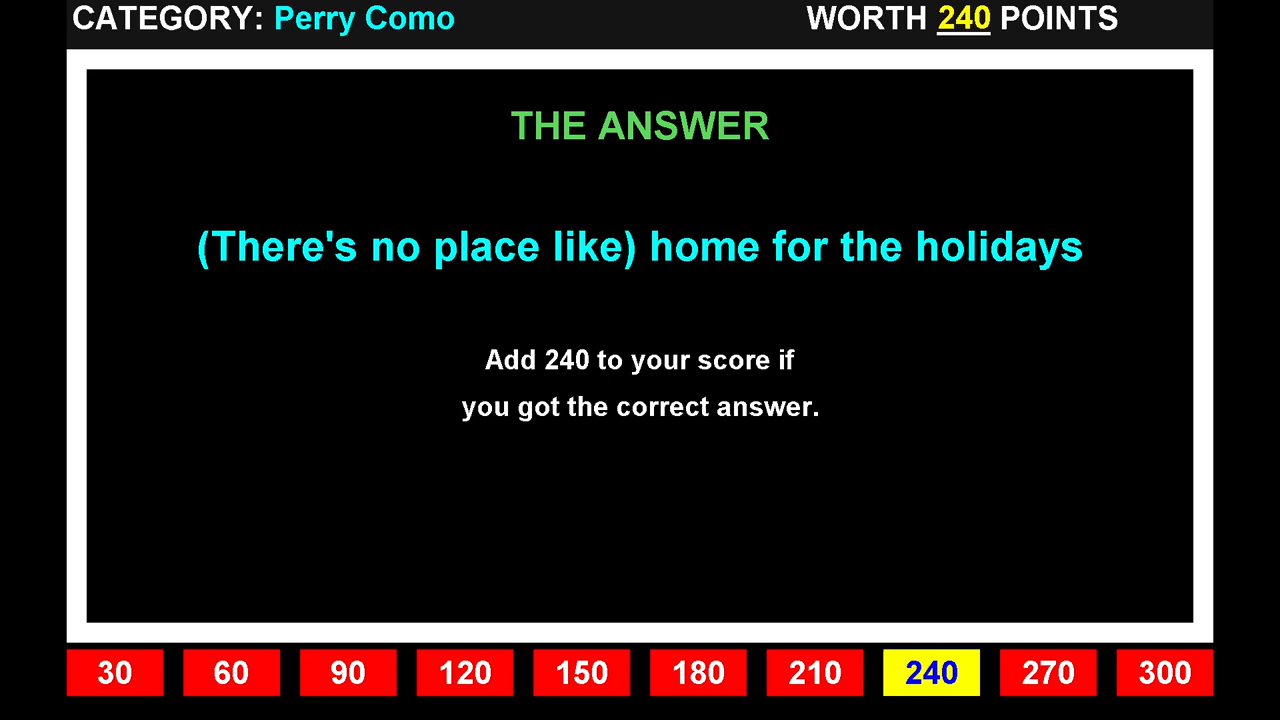 CATEGORY: Perry Como WORTH 240 POINTS
THE ANSWER
(There's no place like) home for the holidays
Add 240 to your score if
you got the correct answer.
30 60 90 120 150 180 210 240 270 300